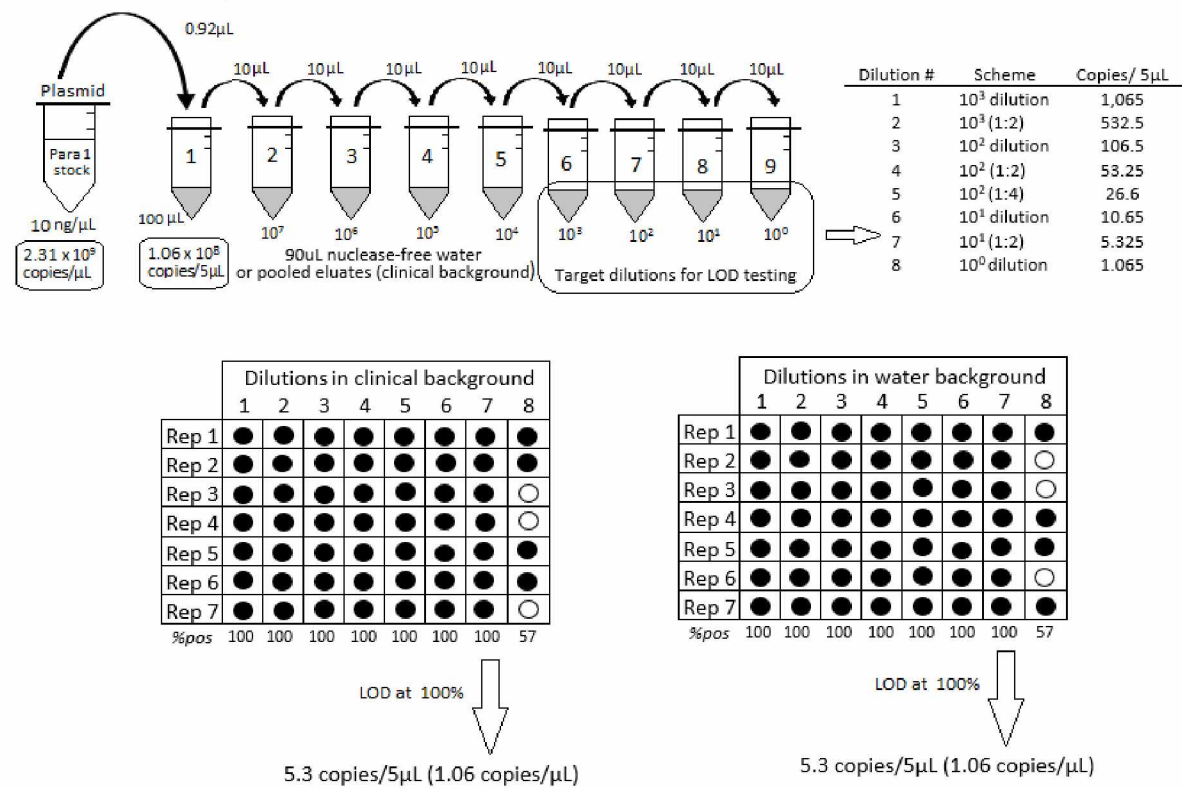 0.92µL
10µL 10µL 10µL 10µL 10µL 10µL 10µL 10µL
Plasmid
Para 1
stock
1 2 3 4 5 6 7 8 9
10 ng/µL
100 µL
2.31 x 10⁹
copies/µL
1.06 x 10⁸
copies/5µL
10⁷ 10⁶ 10⁵ 10⁴ 10³ 10² 10¹ 10⁰
90uL nuclease-free water
or pooled eluates (clinical background)
Target dilutions for LOD testing
Dilution # Scheme Copies/ 5µL
1 10³ dilution 1,065
2 10³ (1:2) 532.5
3 10² dilution 106.5
4 10² (1:2) 53.25
5 10² (1:4) 26.6
6 10¹ dilution 10.65
7 10¹ (1:2) 5.325
8 10⁰ dilution 1.065
Dilutions in clinical background
1 2 3 4 5 6 7 8
Rep 1
Rep 2
Rep 3
Rep 4
Rep 5
Rep 6
Rep 7
%pos 100 100 100 100 100 100 100 57
LOD at 100%
5.3 copies/5µL (1.06 copies/µL)
Dilutions in water background
1 2 3 4 5 6 7 8
Rep 1
Rep 2
Rep 3
Rep 4
Rep 5
Rep 6
Rep 7
%pos 100 100 100 100 100 100 100 57
LOD at 100%
5.3 copies/5µL (1.06 copies/µL)